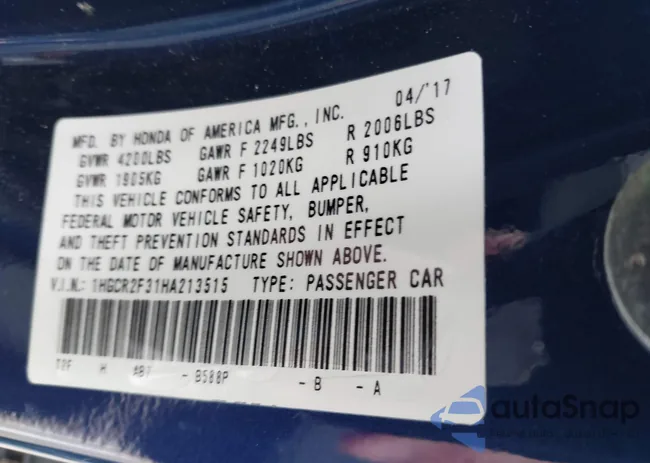 MFD. BY HONDA OF AMERICA MFG., INC. 04/'17
GVWR 4200LBS GAWR F 2249LBS R 2006LBS
GVWR 1905KG GAWR F 1020KG R 910KG
THIS VEHICLE CONFORMS TO ALL APPLICABLE
FEDERAL MOTOR VEHICLE SAFETY, BUMPER,
AND THEFT PREVENTION STANDARDS IN EFFECT
ON THE DATE OF MANUFACTURE SHOWN ABOVE.
V.I.N.: 1HGCR2F31HA213515 TYPE: PASSENGER CAR
H - B588P - B - A
autaSnap